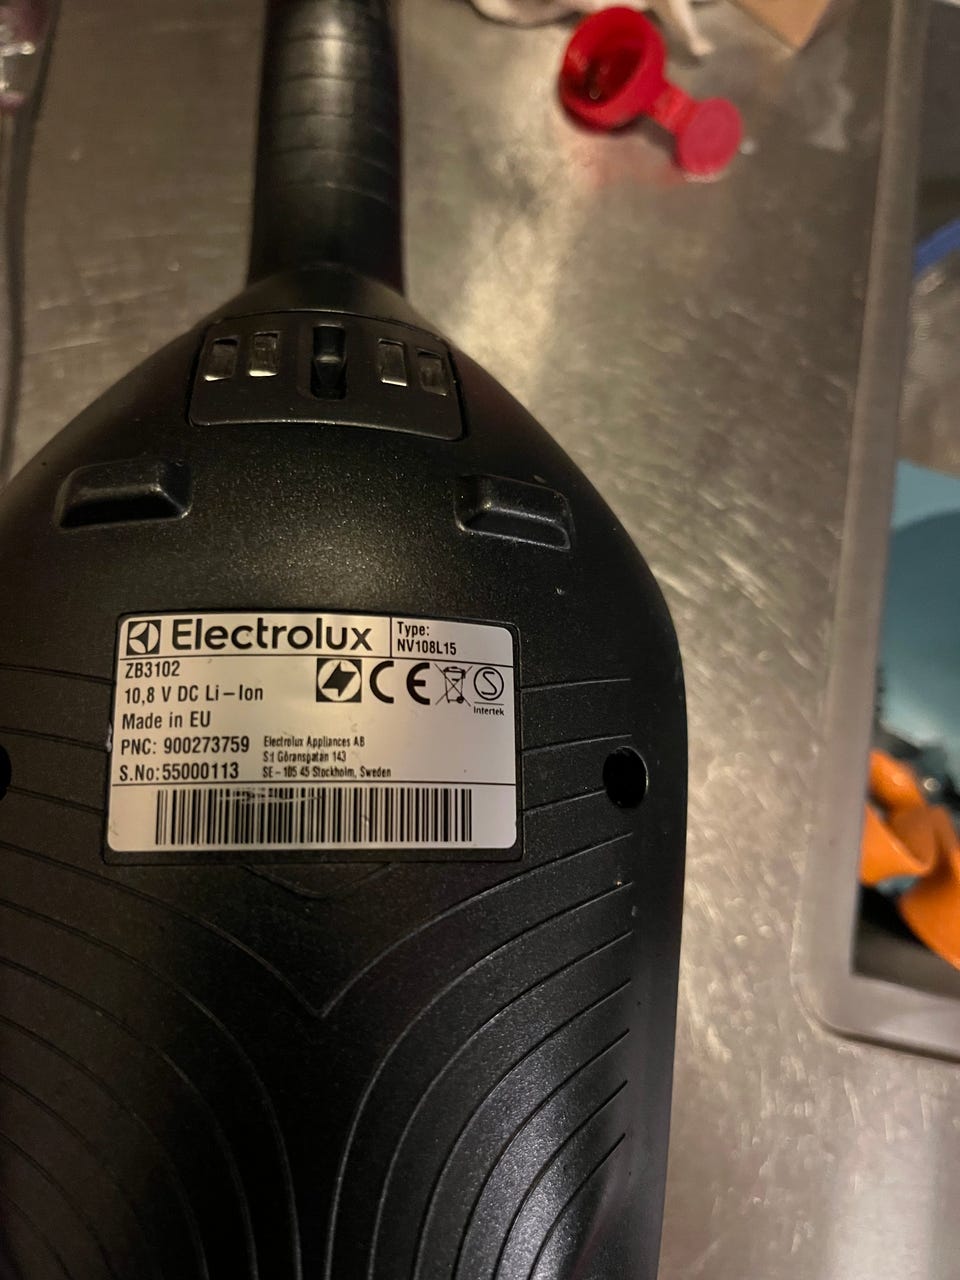 Electrolux
Type:
NV108L15
ZB3102
10,8 V DC Li-Ion
Made in EU
PNC: 900273759
S.No:55000113
Electrolux Appliances AB
S:t Göransgatan 143
SE-105 45 Stockholm, Sweden
CE
S
Intertek